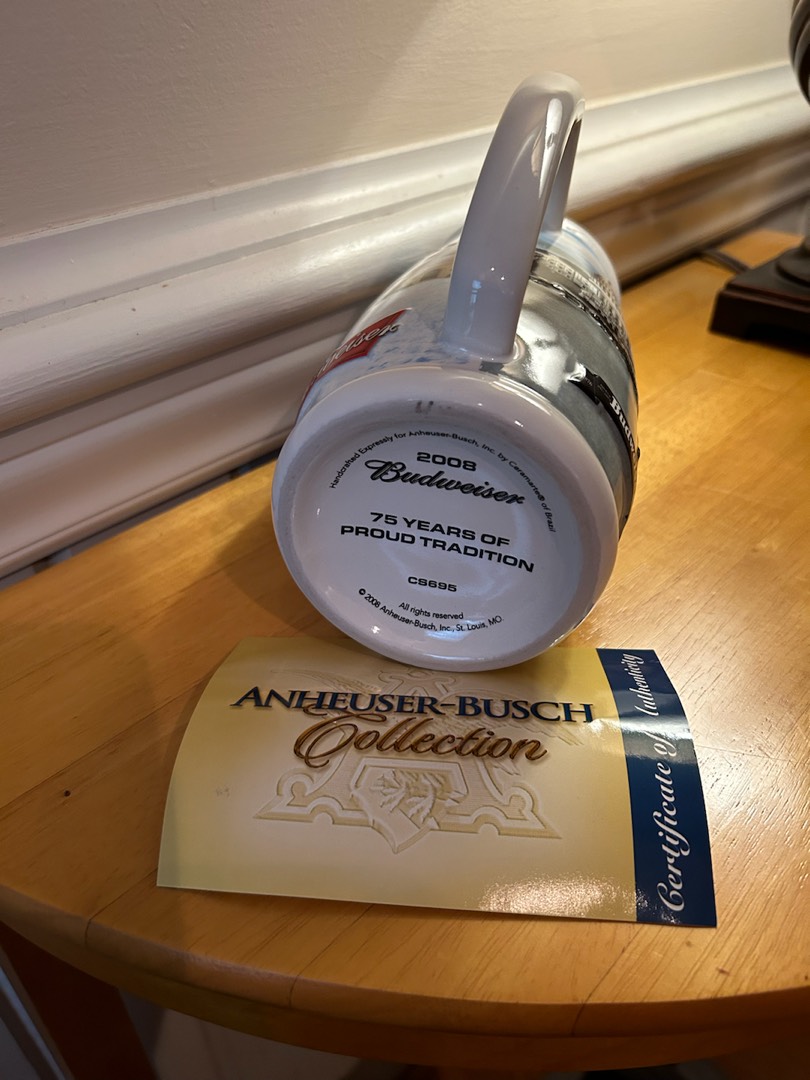 Handcrafted Expressly for Anheuser-Busch, Inc. by Ceramarte® of Brazil
2008
Budweiser
75 YEARS OF
PROUD TRADITION
CS695
All rights reserved
© 2008 Anheuser-Busch, Inc., St. Louis, MO.
ANHEUSER-BUSCH
Collection
Certificate of Authenticity